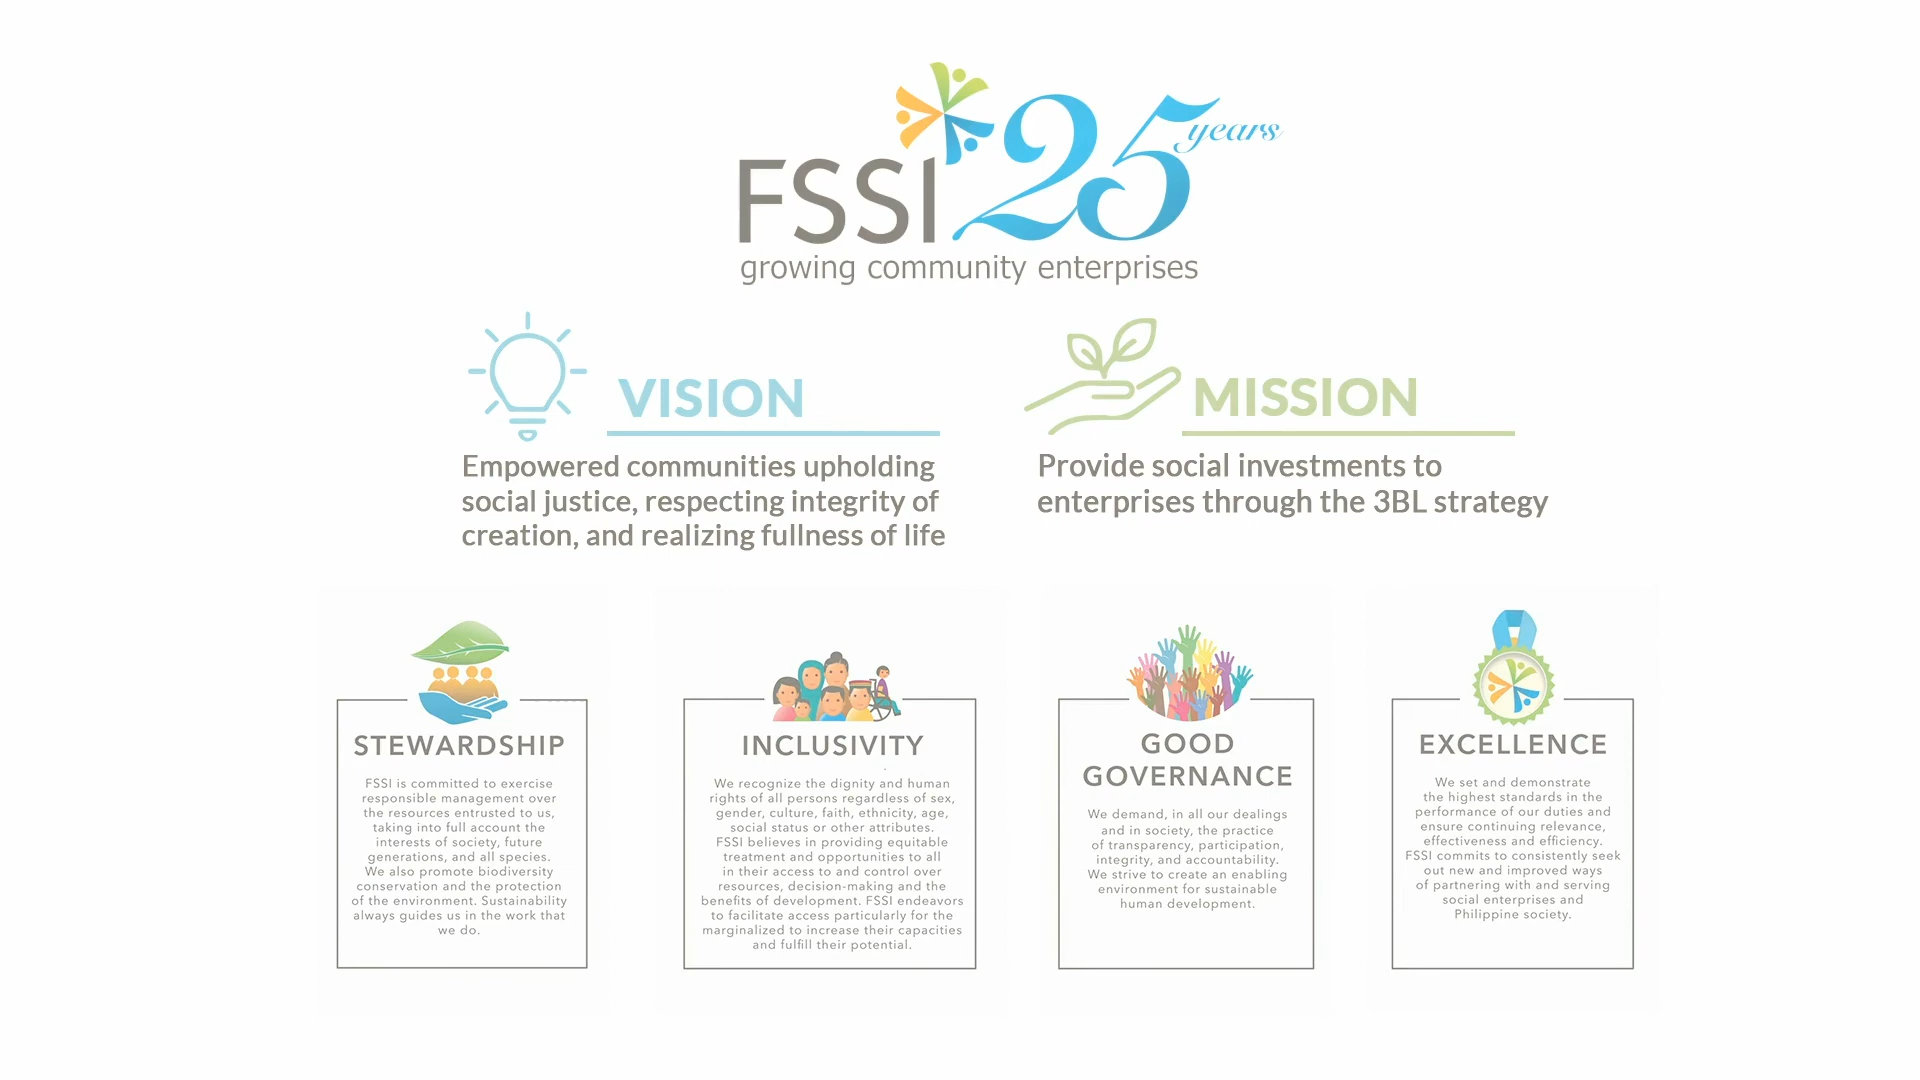 FSSI 25 years
growing community enterprises
VISION
Empowered communities upholding
social justice, respecting integrity of
creation, and realizing fullness of life
MISSION
Provide social investments to
enterprises through the 3BL strategy
STEWARDSHIP
FSSI is committed to exercise
responsible management over
the resources entrusted to us,
taking into full account the
interests of society, future
generations, and all species.
We also promote biodiversity
conservation and the protection
of the environment. Sustainability
always guides us in the work that
we do.
INCLUSIVITY
We recognize the dignity and human
rights of all persons regardless of sex,
gender, culture, faith, ethnicity, age,
social status or other attributes.
FSSI believes in providing equitable
treatment and opportunities to all
in their access to and control over
resources, decision-making and the
benefits of development. FSSI endeavors
to facilitate access particularly for the
marginalized to increase their capacities
and fulfill their potential.
GOOD
GOVERNANCE
We demand, in all our dealings
and in society, the practice
of transparency, participation,
integrity, and accountability.
We strive to create an enabling
environment for sustainable
human development.
EXCELLENCE
We set and demonstrate
the highest standards in the
performance of our duties and
ensure continuing relevance,
effectiveness and efficiency.
FSSI commits to consistently seek
out new and improved ways
of partnering with and serving
social enterprises and
Philippine society.